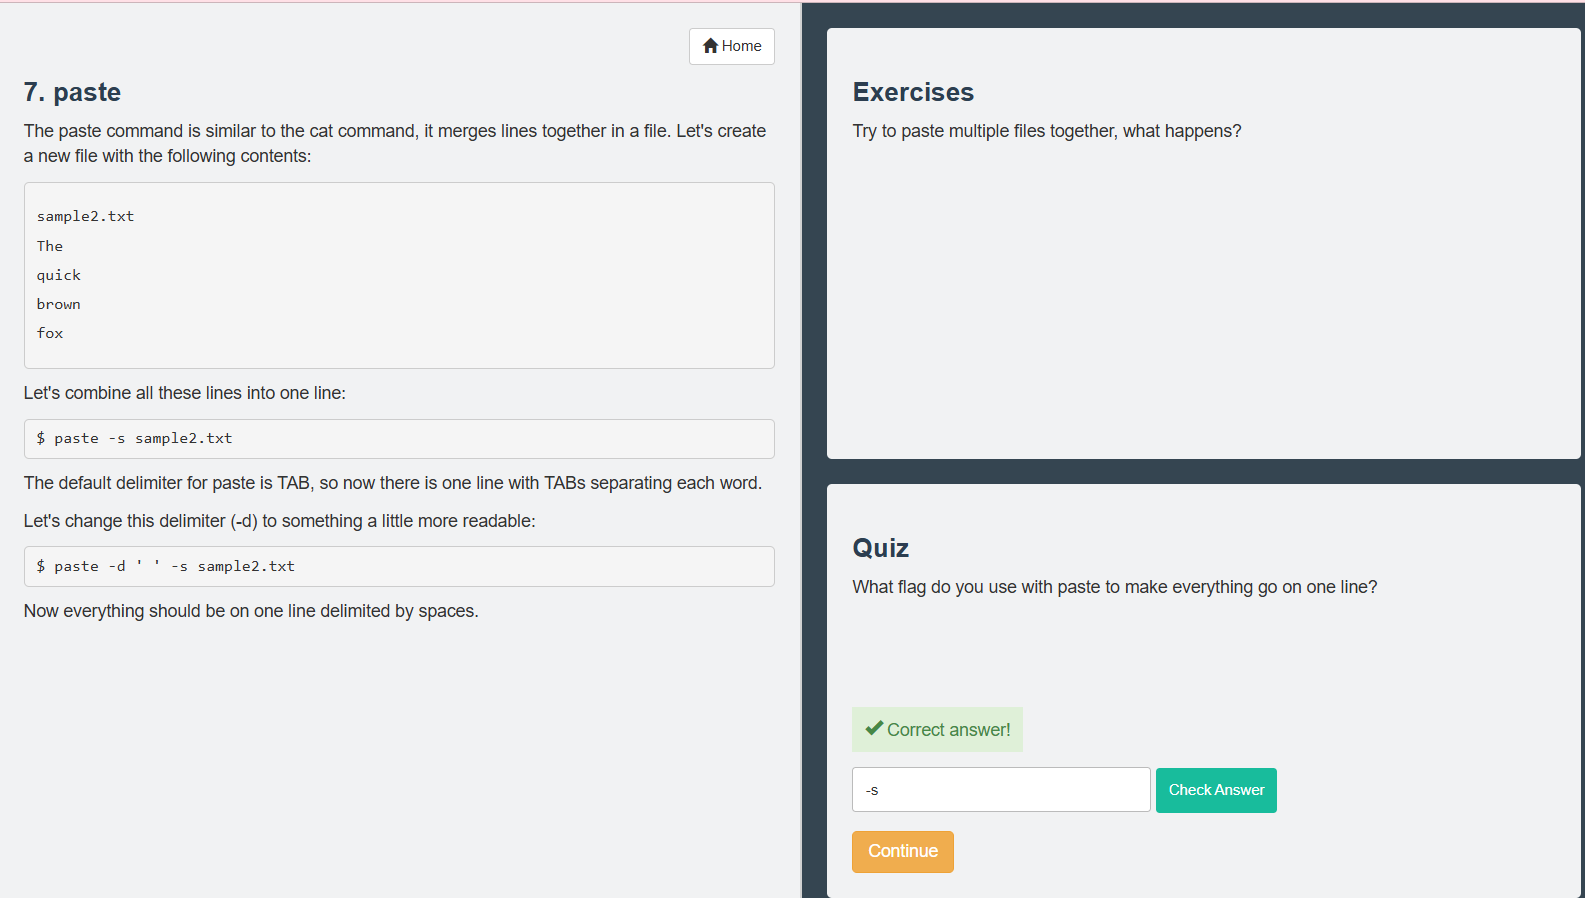 Home
7. paste
The paste command is similar to the cat command, it merges lines together in a file. Let's create
a new file with the following contents:
sample2.txt
The
quick
brown
fox
Let's combine all these lines into one line:
$ paste -s sample2.txt
The default delimiter for paste is TAB, so now there is one line with TABs separating each word.
Let's change this delimiter (-d) to something a little more readable:
$ paste -d ' ' -s sample2.txt
Now everything should be on one line delimited by spaces.
Exercises
Try to paste multiple files together, what happens?
Quiz
What flag do you use with paste to make everything go on one line?
Correct answer!
-s
Check Answer
Continue